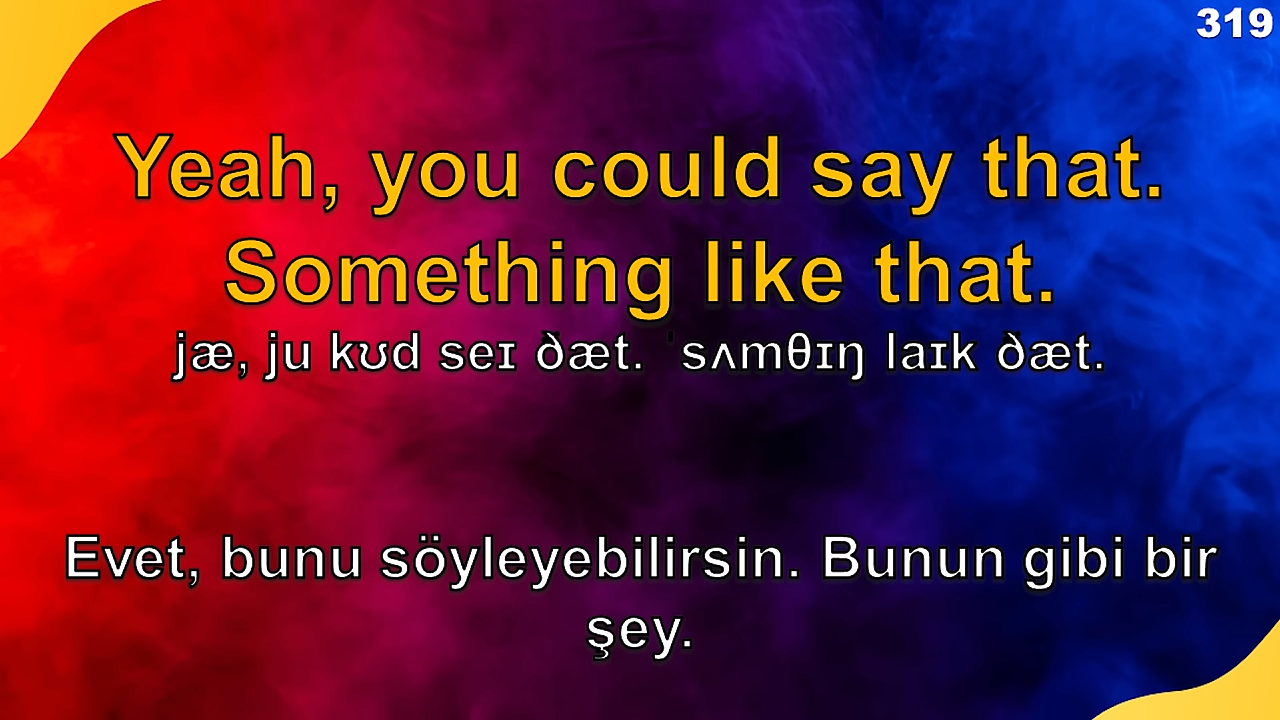 319
Yeah, you could say that.
Something like that.
jæ, ju kʊd seɪ ðæt. ˈsʌmθɪŋ laɪk ðæt.
Evet, bunu söyleyebilirsin. Bunun gibi bir
şey.